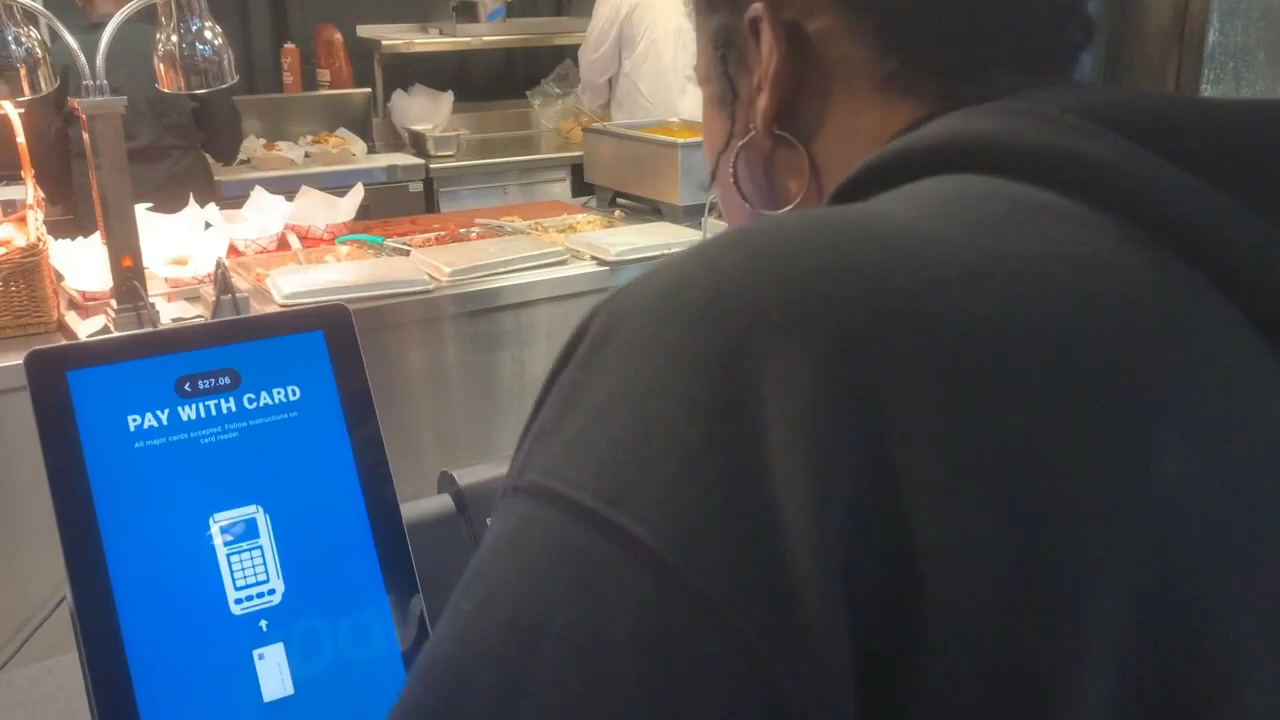 < $27.06
PAY WITH CARD
All major cards accepted. Follow instructions on
card reader.